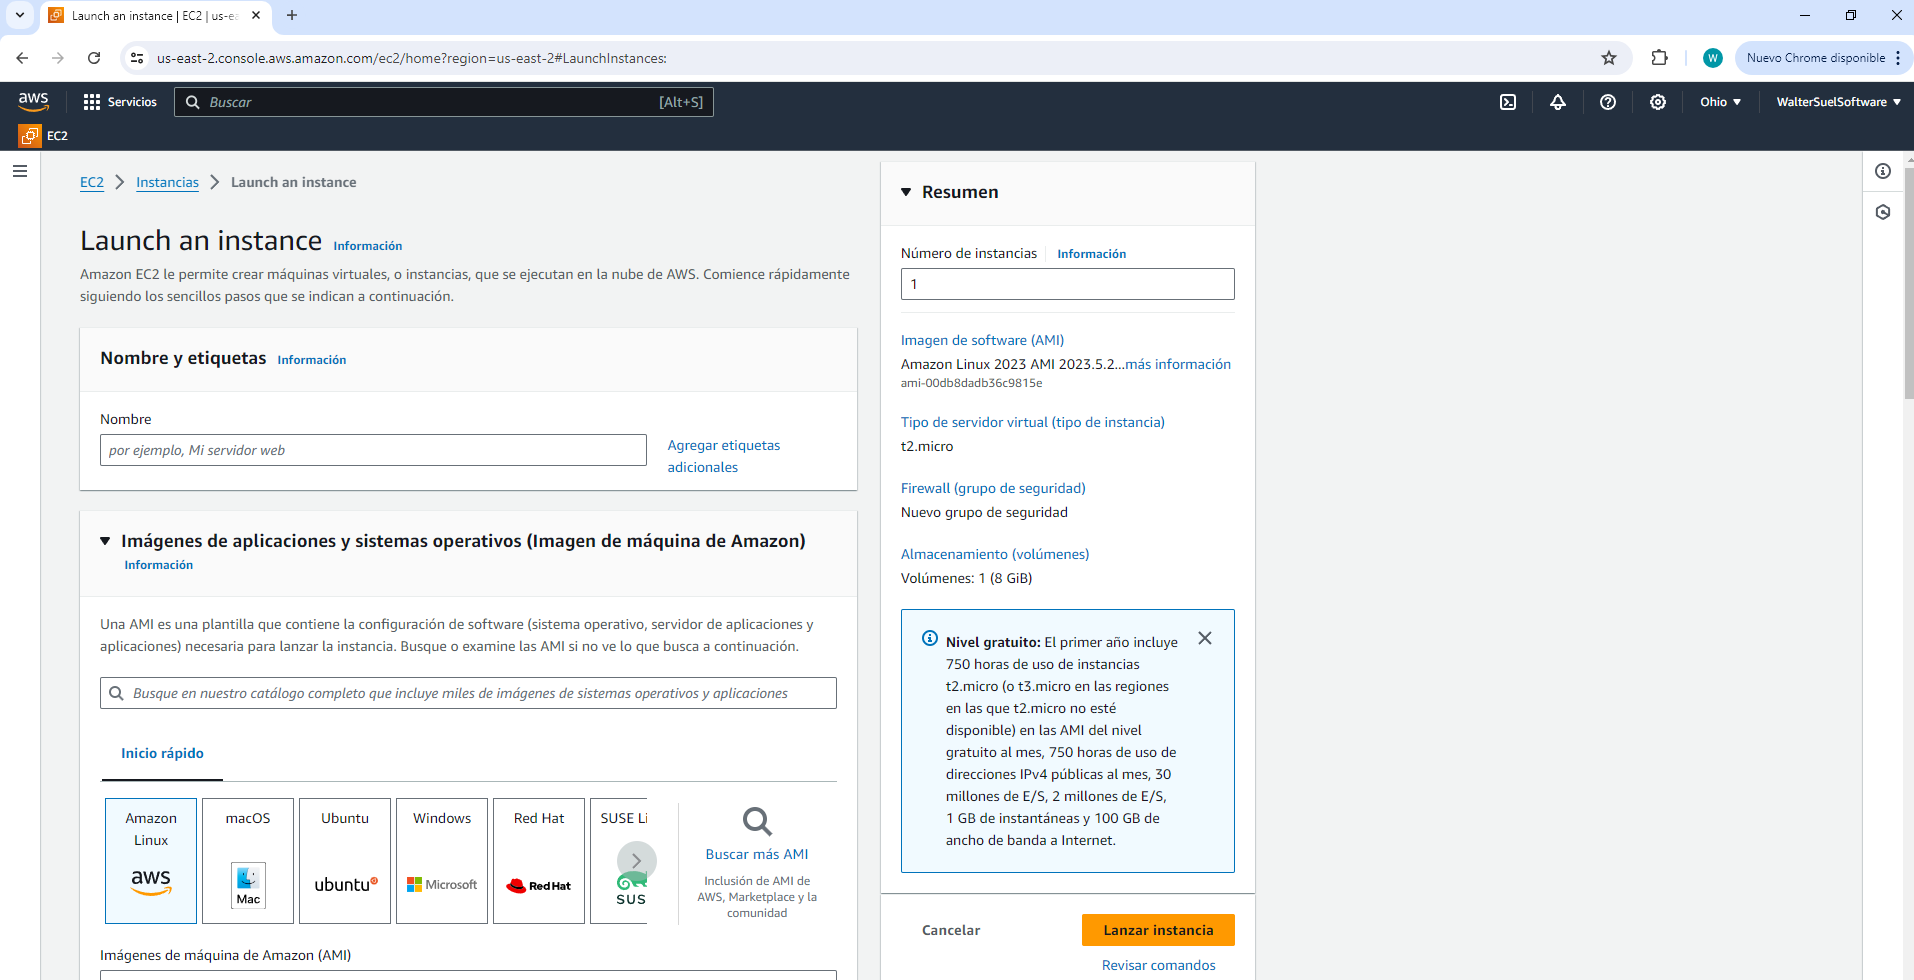 Launch an instance | EC2 | us-ea
us-east-2.console.aws.amazon.com/ec2/home?region=us-east-2#LaunchInstances:
W
Nuevo Chrome disponible
aws
Servicios
Buscar
[Alt+S]
Ohio
WalterSuelSoftware
EC2
EC2
Instancias
Launch an instance
Launch an instance
Información
Amazon EC2 le permite crear máquinas virtuales, o instancias, que se ejecutan en la nube de AWS. Comience rápidamente
siguiendo los sencillos pasos que se indican a continuación.
Nombre y etiquetas
Información
Nombre
por ejemplo, Mi servidor web
Agregar etiquetas
adicionales
Imágenes de aplicaciones y sistemas operativos (Imagen de máquina de Amazon)
Información
Una AMI es una plantilla que contiene la configuración de software (sistema operativo, servidor de aplicaciones y
aplicaciones) necesaria para lanzar la instancia. Busque o examine las AMI si no ve lo que busca a continuación.
Busque en nuestro catálogo completo que incluye miles de imágenes de sistemas operativos y aplicaciones
Inicio rápido
Amazon
Linux
aws
macOS
Mac
Ubuntu
ubuntu
Windows
Microsoft
Red Hat
Red Hat
SUSE Li
SUS
Buscar más AMI
Inclusión de AMI de
AWS, Marketplace y la
comunidad
Imágenes de máquina de Amazon (AMI)
Resumen
Número de instancias
Información
1
Imagen de software (AMI)
Amazon Linux 2023 AMI 2023.5.2...más información
ami-00db8dadb36c9815e
Tipo de servidor virtual (tipo de instancia)
t2.micro
Firewall (grupo de seguridad)
Nuevo grupo de seguridad
Almacenamiento (volúmenes)
Volúmenes: 1 (8 GiB)
Nivel gratuito: El primer año incluye
750 horas de uso de instancias
t2.micro (o t3.micro en las regiones
en las que t2.micro no esté
disponible) en las AMI del nivel
gratuito al mes, 750 horas de uso de
direcciones IPv4 públicas al mes, 30
millones de E/S, 2 millones de E/S,
1 GB de instantáneas y 100 GB de
ancho de banda a Internet.
Cancelar
Lanzar instancia
Revisar comandos